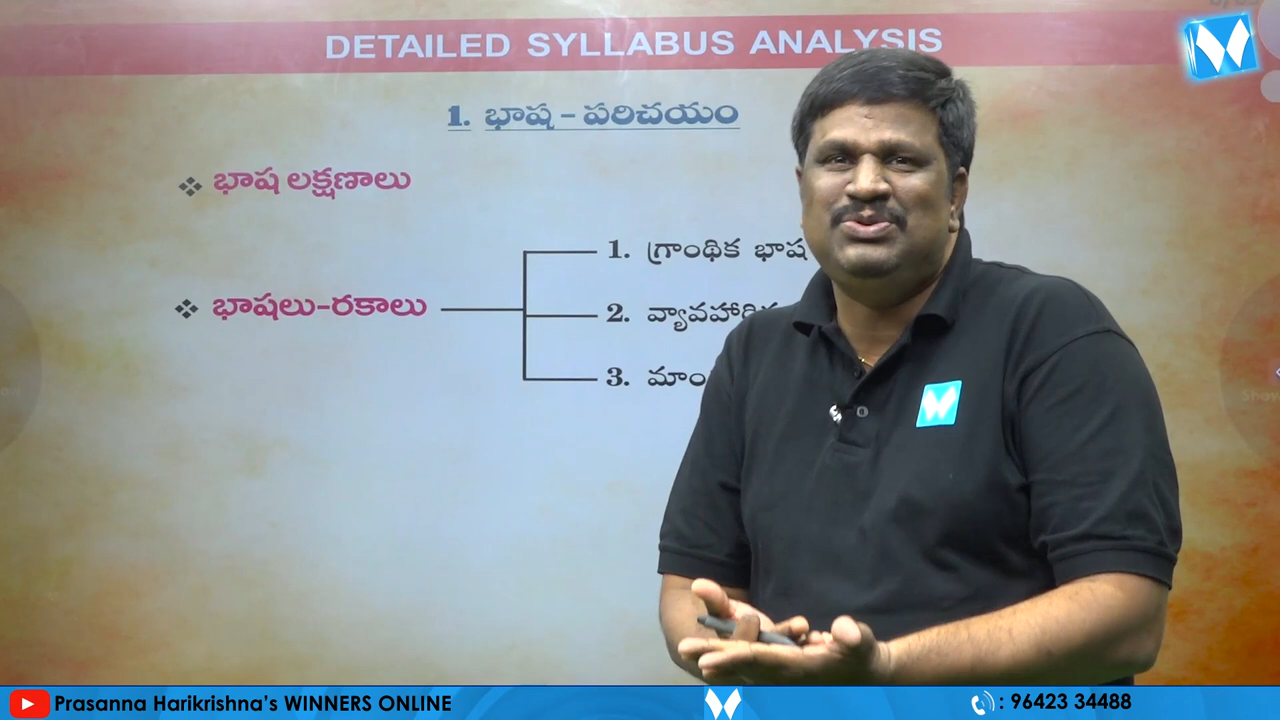 DETAILED SYLLABUS ANALYSIS
1. భాష - పరిచయం
❖ భాష లక్షణాలు
❖ భాషలు-రకాలు
1. గ్రాంథిక భాష
2.
3.
Prasanna Harikrishna's WINNERS ONLINE
: 96423 34488